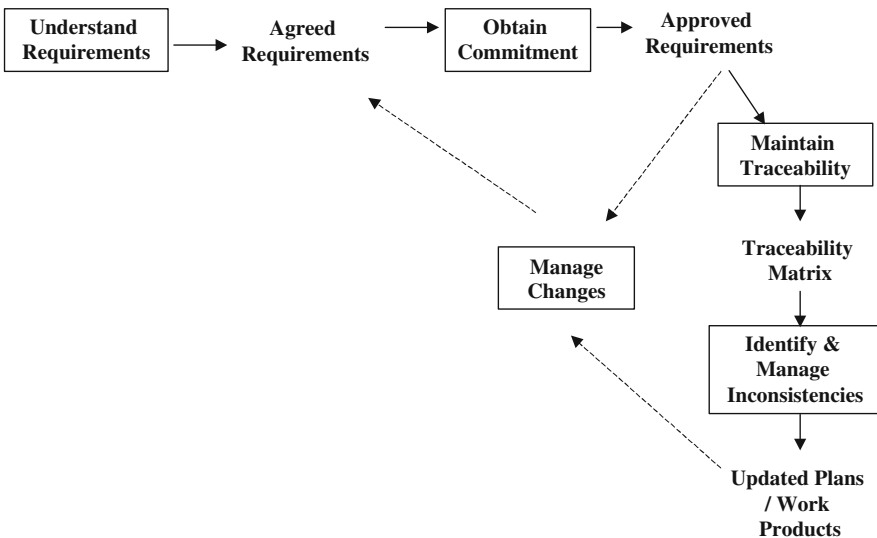 Understand
Requirements
Agreed
Requirements
Obtain
Commitment
Approved
Requirements
Maintain
Traceability
Traceability
Matrix
Manage
Changes
Identify &
Manage
Inconsistencies
Updated Plans
/ Work
Products